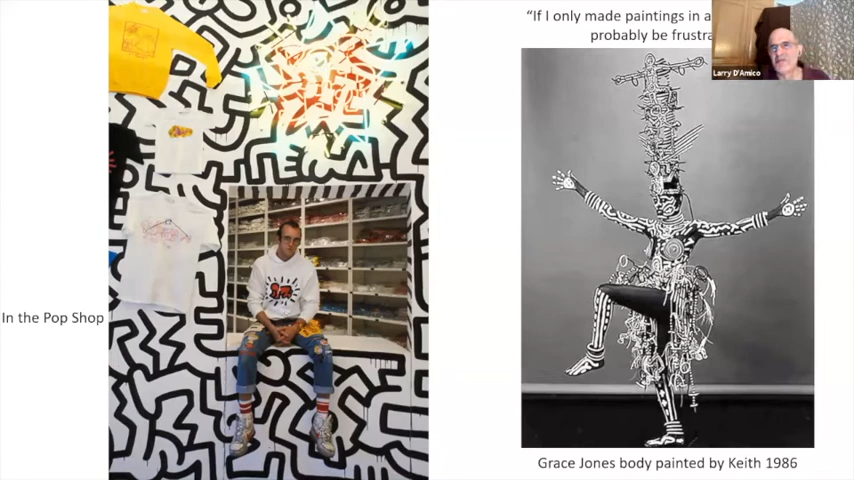 “If I only made paintings in a
probably be frustra
Larry D'Amico
In the Pop Shop
Grace Jones body painted by Keith 1986